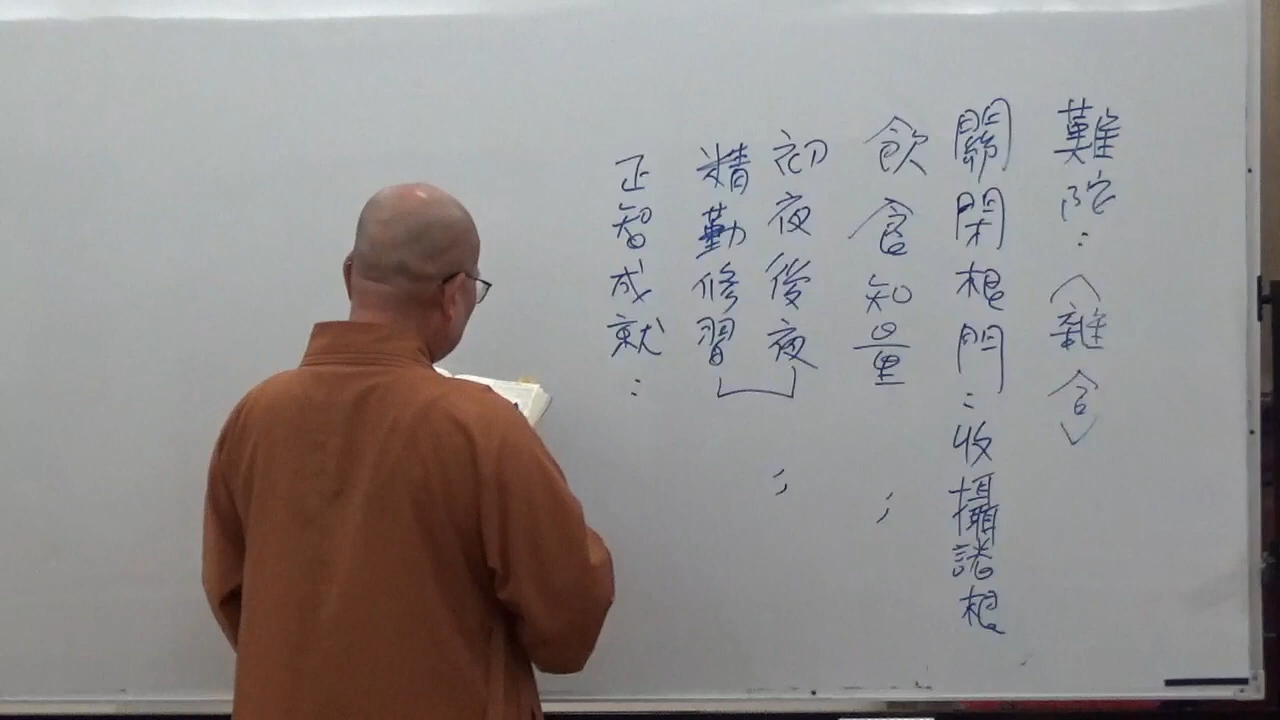 難陀：〈雜含〉
關閉根門：收攝諸根
飲食知量；
初夜後夜；
精勤修習
正智成就：